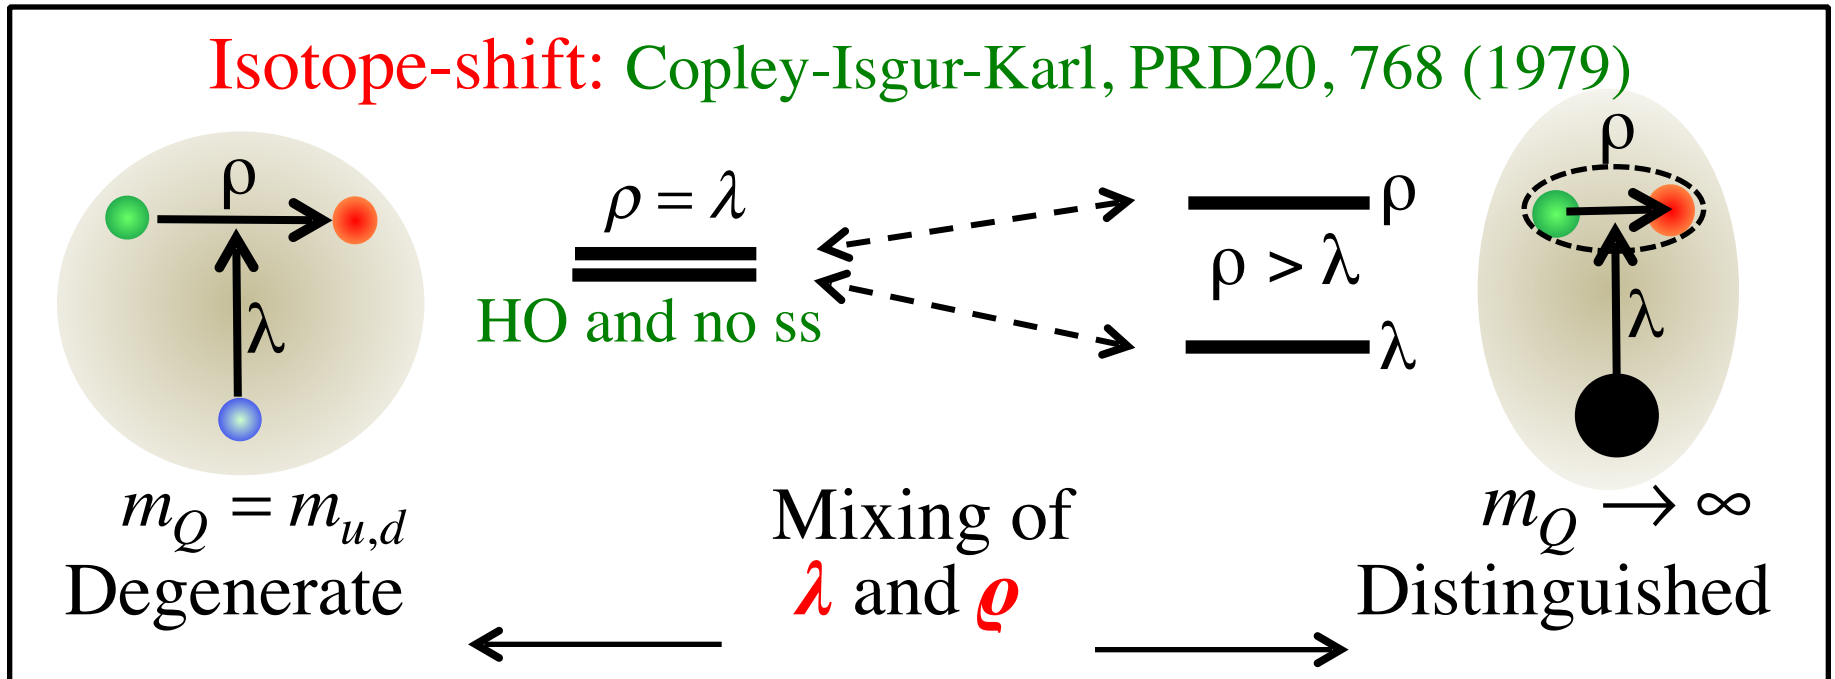 Isotope-shift: Copley-Isgur-Karl, PRD20, 768 (1979)
ρ
λ
ρ = λ
HO and no ss
ρ
ρ > λ
λ
ρ
λ
m_Q = m_{u,d}
Degenerate
Mixing of
λ and ϱ
m_Q → ∞
Distinguished